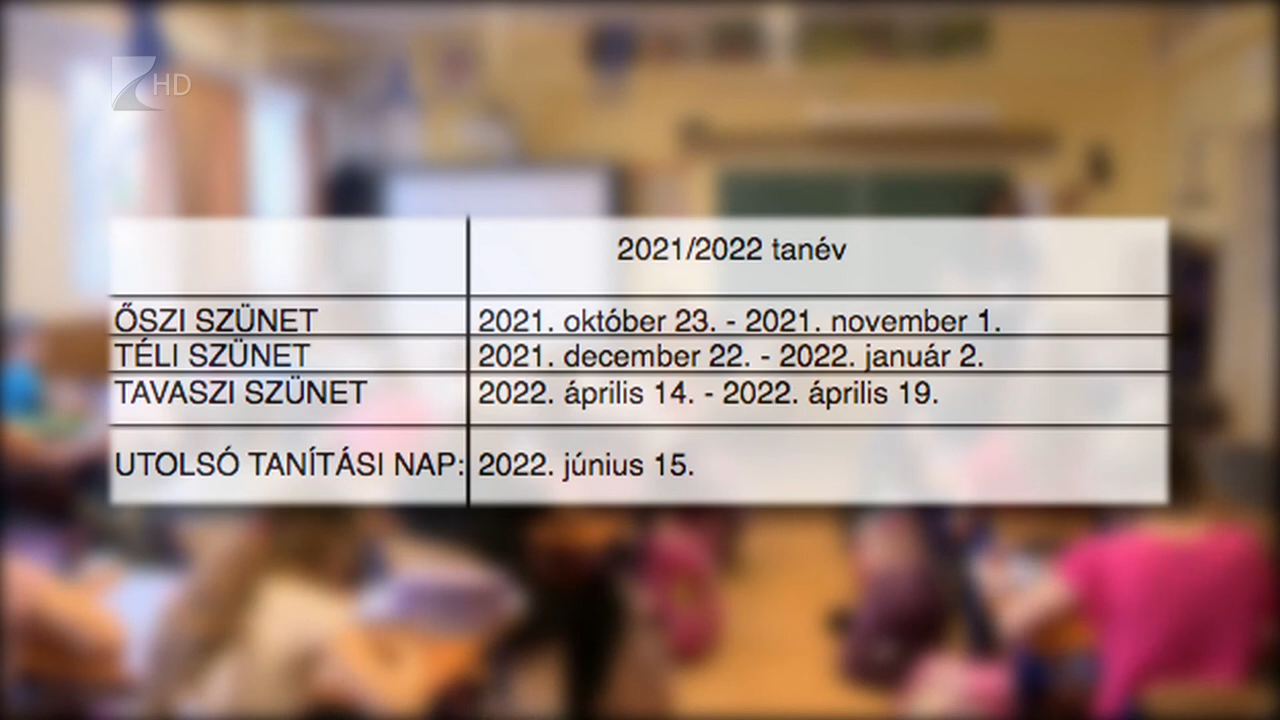 HD
2021/2022 tanév
ŐSZI SZÜNET 2021. október 23. - 2021. november 1.
TÉLI SZÜNET 2021. december 22. - 2022. január 2.
TAVASZI SZÜNET 2022. április 14. - 2022. április 19.
UTOLSÓ TANÍTÁSI NAP: 2022. június 15.